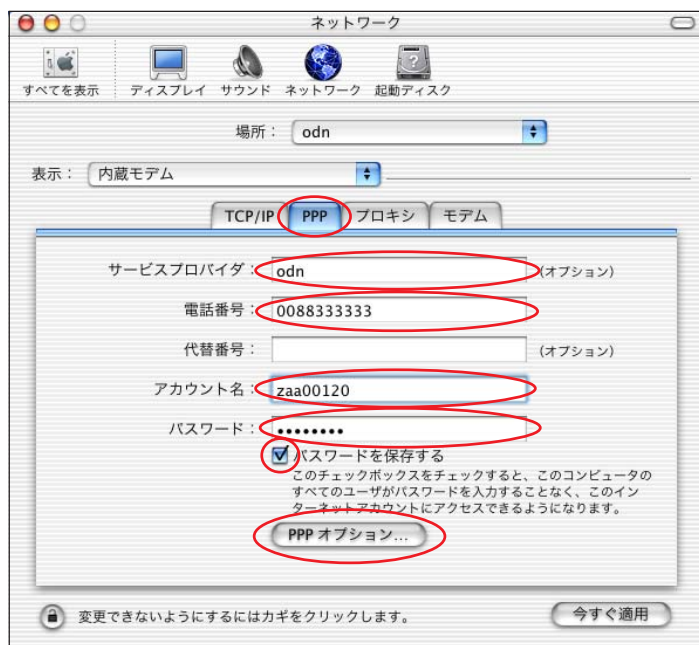 ネットワーク
すべてを表示 ディスプレイ サウンド ネットワーク 起動ディスク
場所： odn
表示： 内蔵モデム
TCP/IP PPP プロキシ モデム
サービスプロバイダ： odn (オプション)
電話番号： 0088333333
代替番号： (オプション)
アカウント名： zaa00120
パスワード： ••••••••
パスワードを保存する
このチェックボックスをチェックすると、このコンピュータの
すべてのユーザがパスワードを入力することなく、このイン
ターネットアカウントにアクセスできるようになります。
PPP オプション...
変更できないようにするにはカギをクリックします。 今すぐ適用